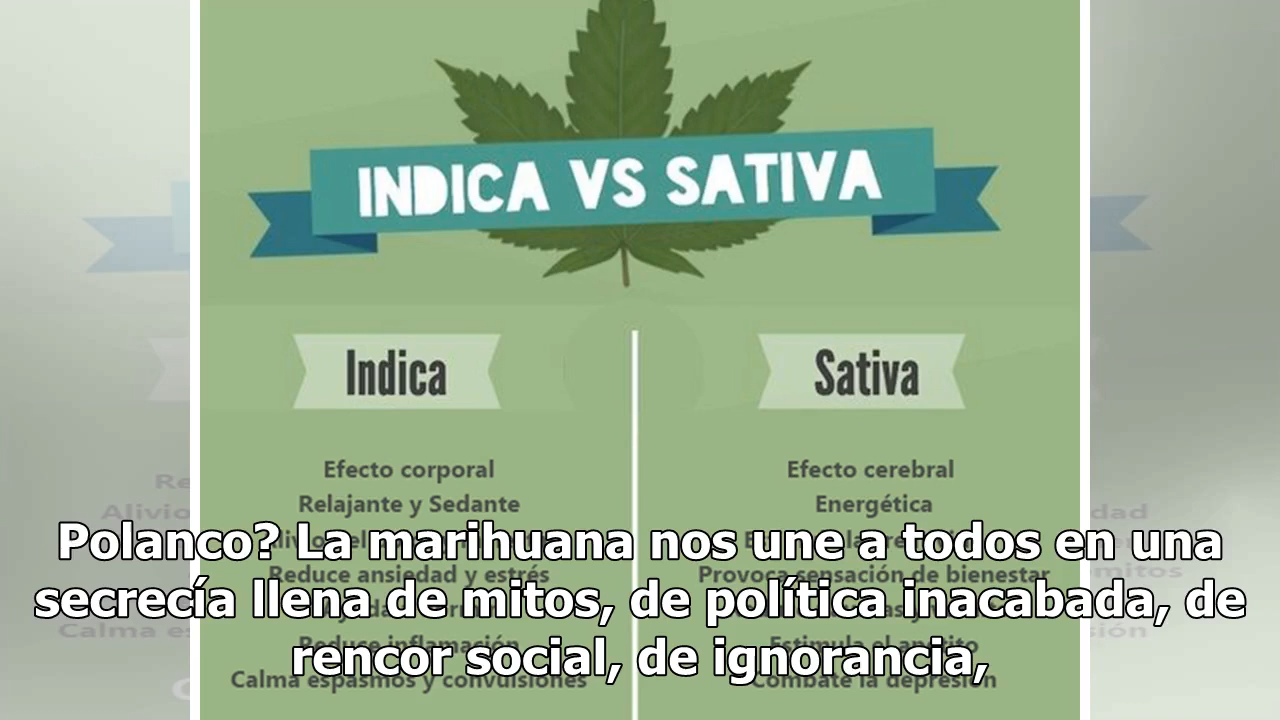 INDICA VS SATIVA
Indica
Sativa
Efecto corporal
Relajante y Sedante
Reduce ansiedad y estrés
Reduce inflamación
Calma espasmos y convulsiones
Efecto cerebral
Energética
Provoca sensación de bienestar
Estimula el apetito
Combate la depresión
Polanco? La marihuana nos une a todos en una
secrecía llena de mitos, de política inacabada, de
rencor social, de ignorancia,